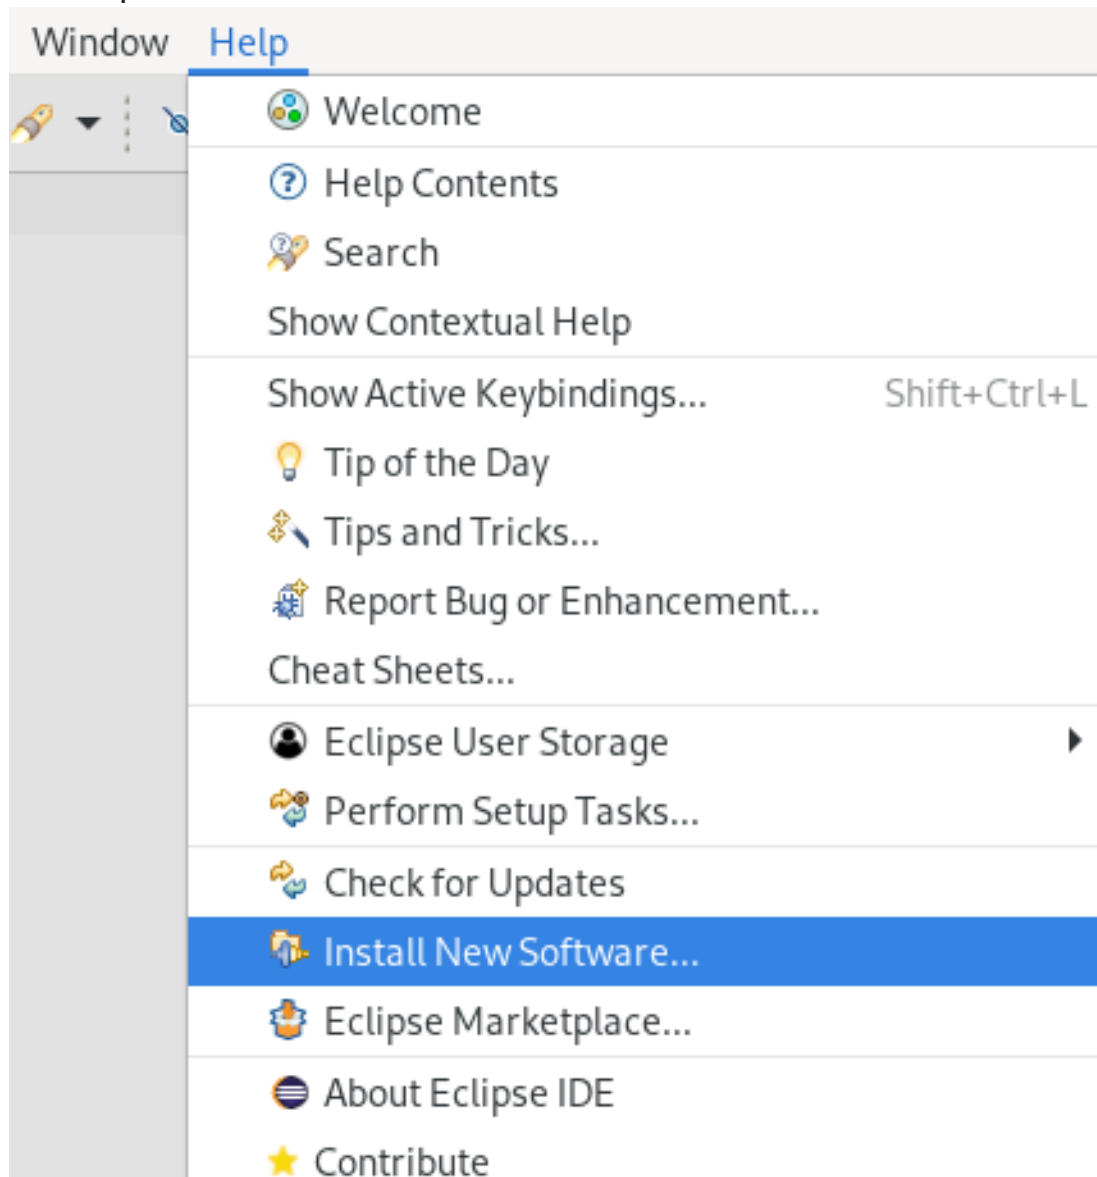 Window Help
Welcome
Help Contents
Search
Show Contextual Help
Show Active Keybindings... Shift+Ctrl+L
Tip of the Day
Tips and Tricks...
Report Bug or Enhancement...
Cheat Sheets...
Eclipse User Storage
Perform Setup Tasks...
Check for Updates
Install New Software...
Eclipse Marketplace...
About Eclipse IDE
Contribute